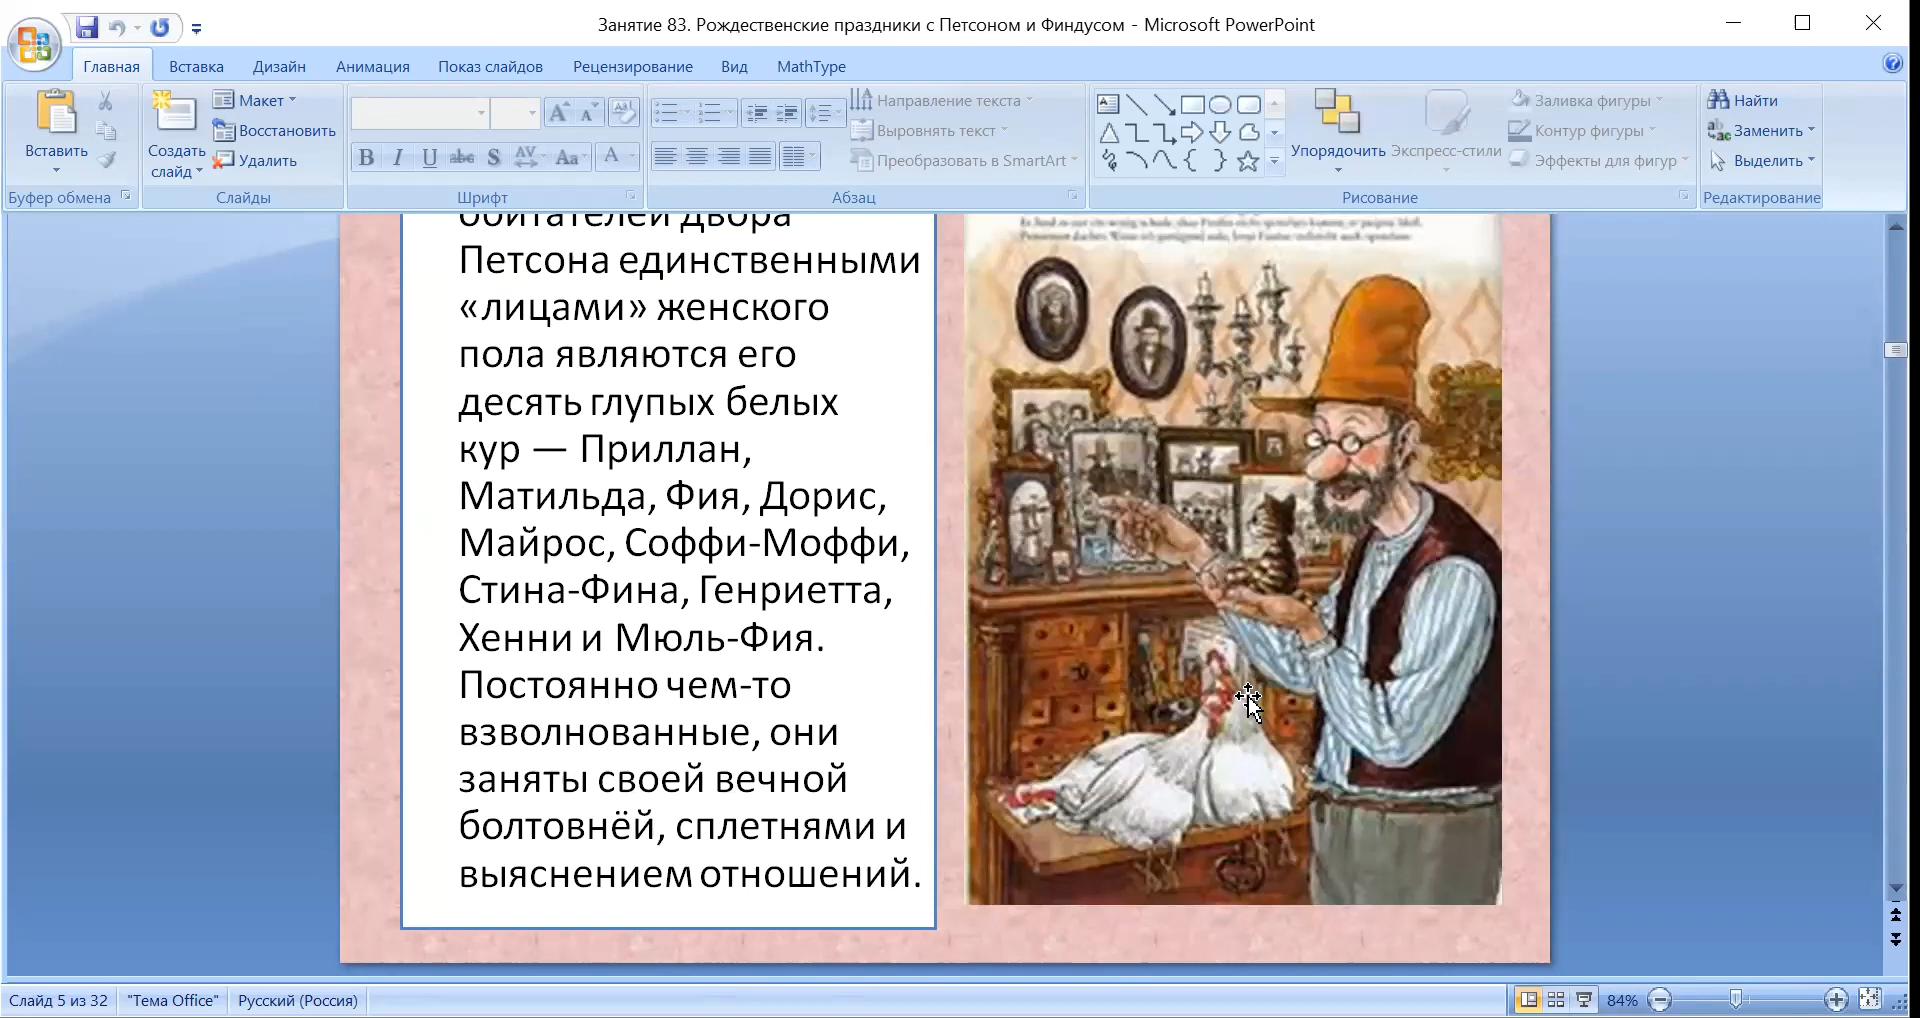 Занятие 83. Рождественские праздники с Петсоном и Финдусом - Microsoft PowerPoint
Главная Вставка Дизайн Анимация Показ слайдов Рецензирование Вид MathType
Вставить
Буфер обмена
Создать слайд
Макет
Восстановить
Удалить
Слайды
Шрифт
Направление текста
Выровнять текст
Преобразовать в SmartArt
Абзац
Упорядочить
Экспресс-стили
Заливка фигуры
Контур фигуры
Эффекты для фигур
Рисование
Найти
Заменить
Выделить
Редактирование
обитателей двора
Петсона единственными
«лицами» женского
пола являются его
десять глупых белых
кур — Приллан,
Матильда, Фия, Дорис,
Майрос, Соффи-Моффи,
Стина-Фина, Генриетта,
Хенни и Мюль-Фия.
Постоянно чем-то
взволнованные, они
заняты своей вечной
болтовнёй, сплетнями и
выяснением отношений.
Слайд 5 из 32 "Тема Office" Русский (Россия) 84%